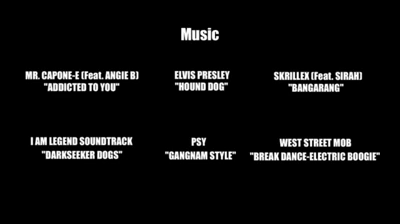 Music
MR. CAPONE-E (Feat. ANGIE B)
"ADDICTED TO YOU"
ELVIS PRESLEY
"HOUND DOG"
SKRILLEX (Feat. SIRAH)
"BANGARANG"
I AM LEGEND SOUNDTRACK
"DARKSEEKER DOGS"
PSY
"GANGNAM STYLE"
WEST STREET MOB
"BREAK DANCE-ELECTRIC BOOGIE"